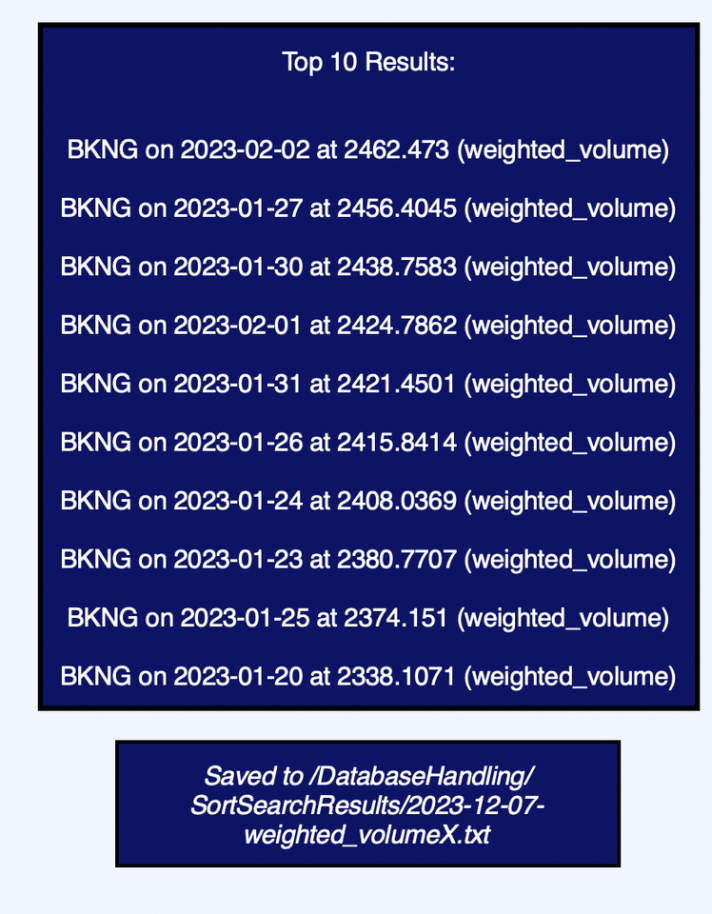 Top 10 Results:
BKNG on 2023-02-02 at 2462.473 (weighted_volume)
BKNG on 2023-01-27 at 2456.4045 (weighted_volume)
BKNG on 2023-01-30 at 2438.7583 (weighted_volume)
BKNG on 2023-02-01 at 2424.7862 (weighted_volume)
BKNG on 2023-01-31 at 2421.4501 (weighted_volume)
BKNG on 2023-01-26 at 2415.8414 (weighted_volume)
BKNG on 2023-01-24 at 2408.0369 (weighted_volume)
BKNG on 2023-01-23 at 2380.7707 (weighted_volume)
BKNG on 2023-01-25 at 2374.151 (weighted_volume)
BKNG on 2023-01-20 at 2338.1071 (weighted_volume)
Saved to /DatabaseHandling/
SortSearchResults/2023-12-07-
weighted_volumeX.txt